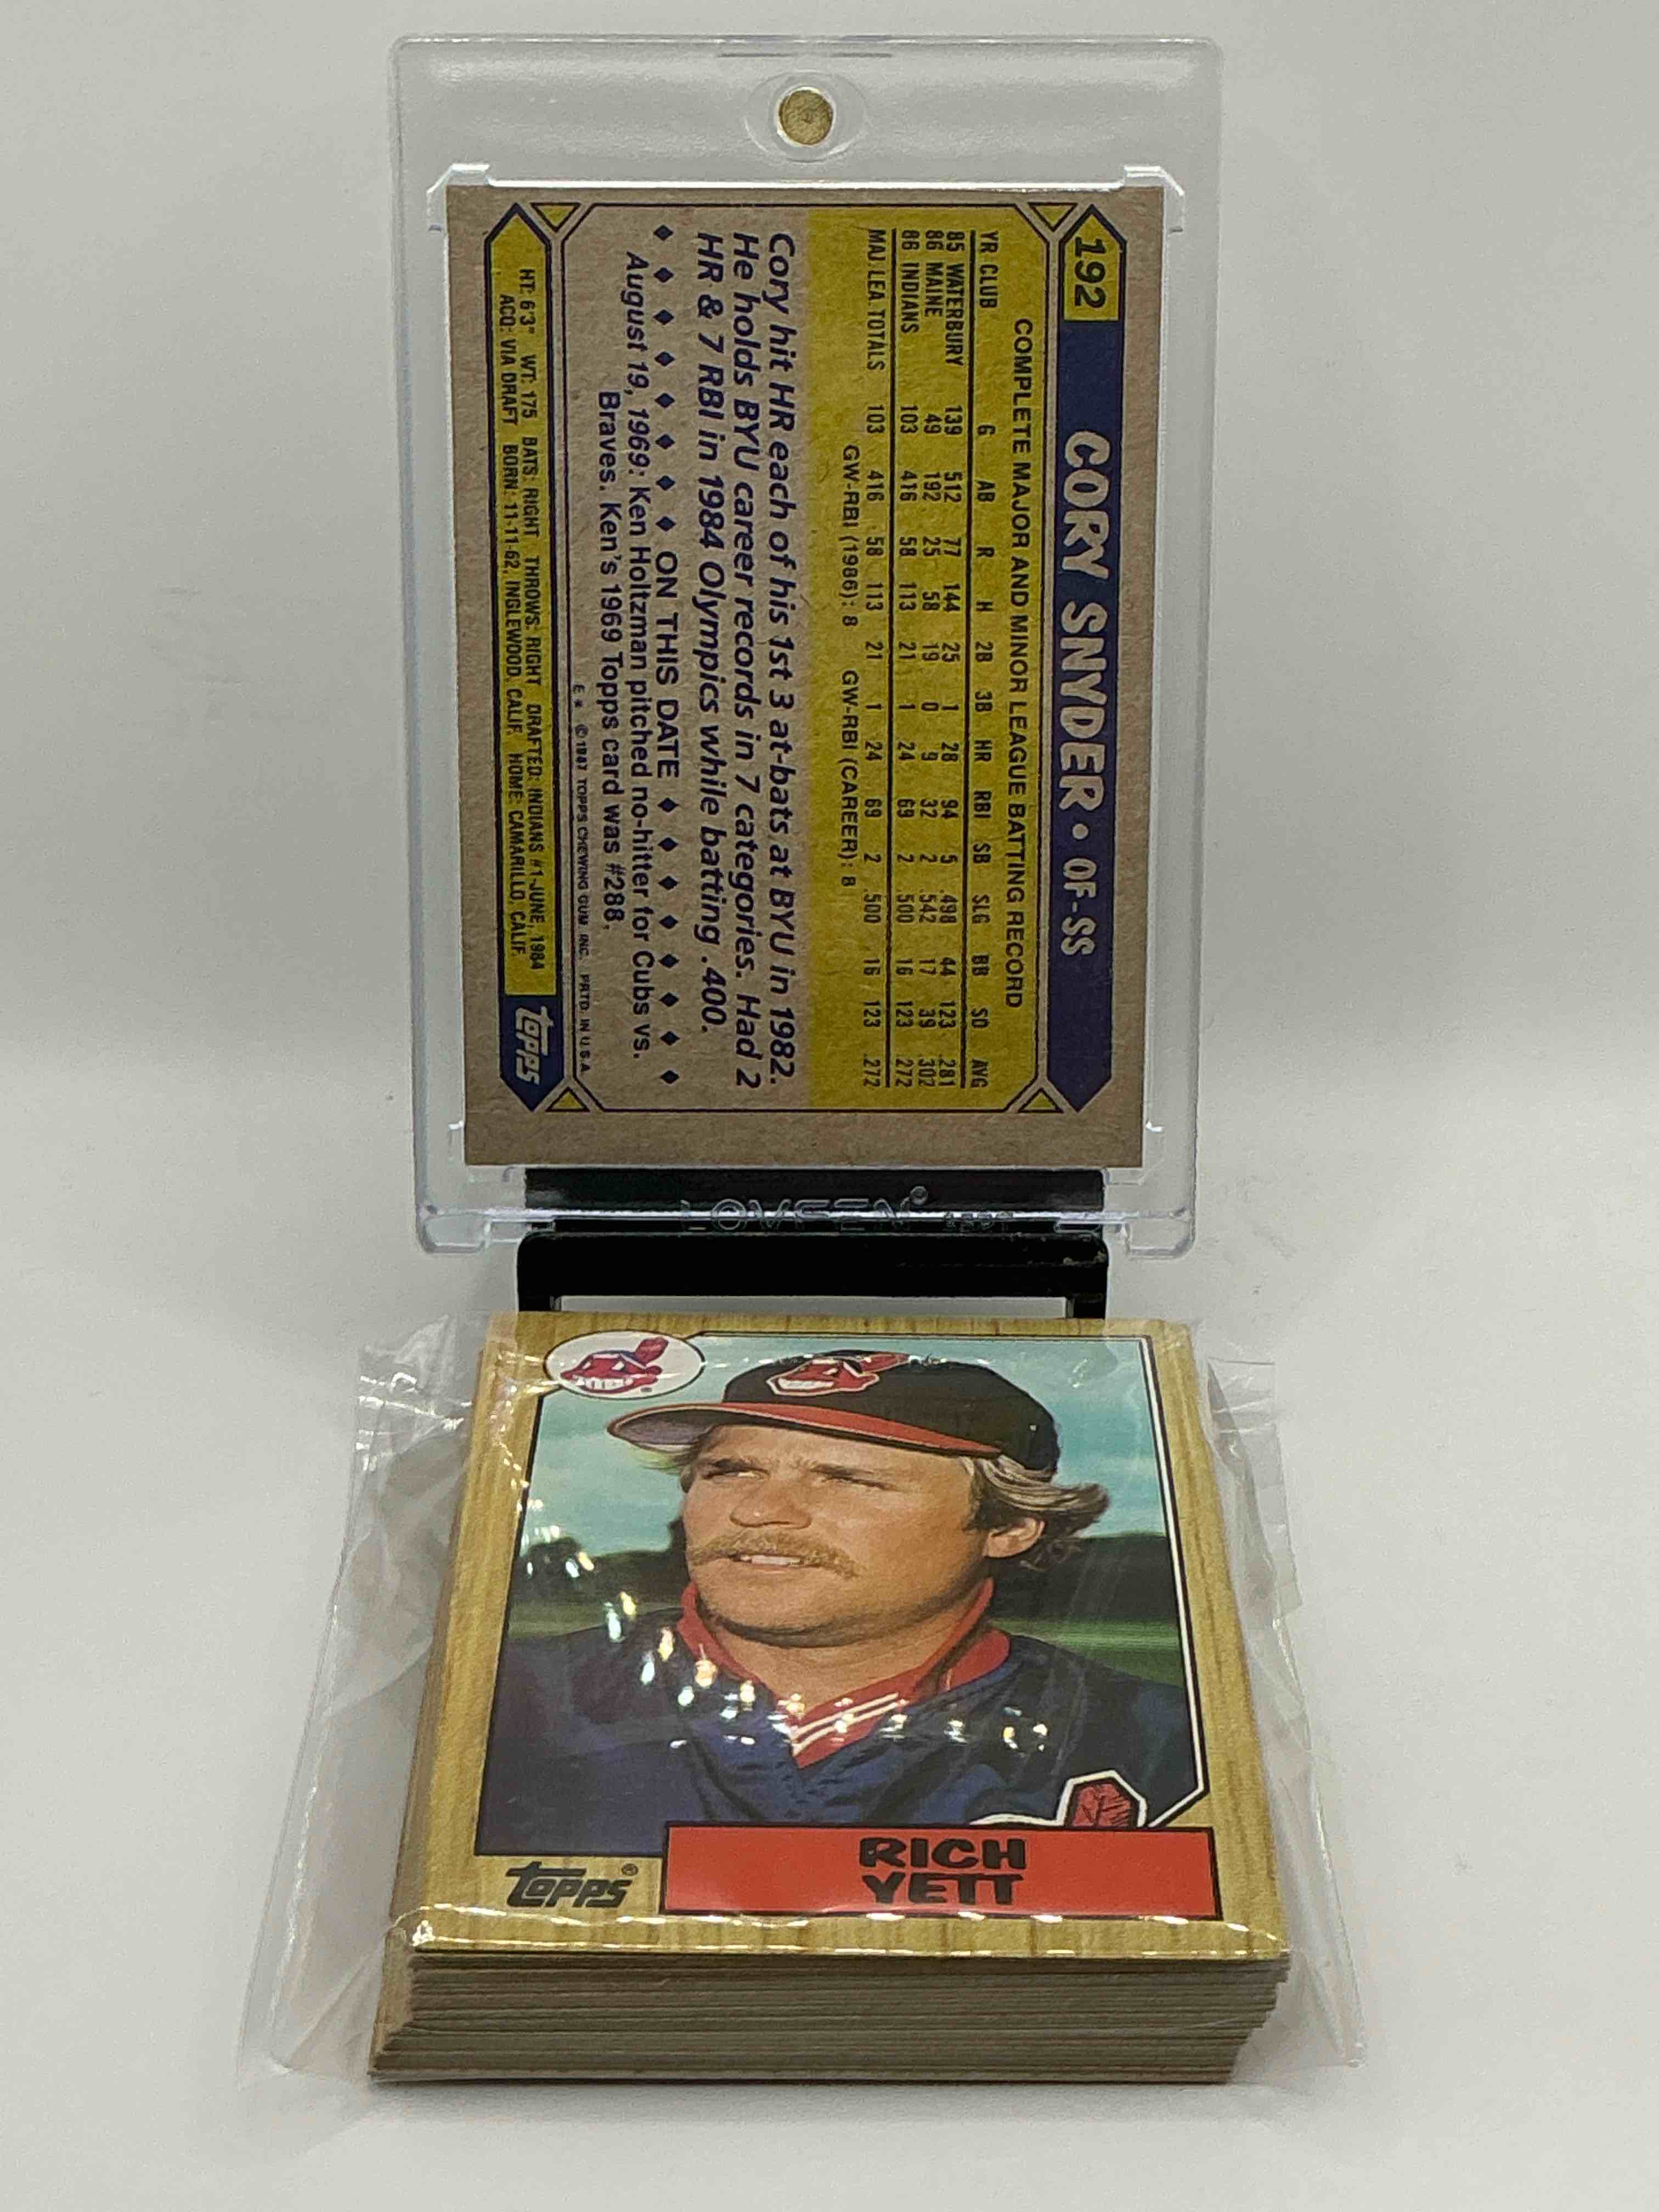 192 CORY SNYDER • OF-SS
COMPLETE MAJOR AND MINOR LEAGUE BATTING RECORD
YR CLUB G AB R H 2B 3B HR RBI SB SLG BB SO AVG
85 WATERBURY 139 512 77 144 25 1 28 94 5 .498 44 123 .281
86 MAINE 49 192 25 58 19 0 9 32 2 .542 17 39 .302
86 INDIANS 103 416 58 113 21 1 24 69 2 .500 16 123 .272
MAJ. LEA. TOTALS 103 416 58 113 21 1 24 69 2 .500 16 123 .272
GW-RBI (1986): 8 GW-RBI (CAREER): 8
Cory hit HR each of his 1st 3 at-bats at BYU in 1982.
He holds BYU career records in 7 categories. Had 2
HR & 7 RBI in 1984 Olympics while batting .400.
♦ ♦ ♦ ♦ ♦ ♦ ♦ ♦ ON THIS DATE ♦ ♦ ♦ ♦ ♦ ♦ ♦ ♦
August 19, 1969: Ken Holtzman pitched no-hitter for Cubs vs.
Braves. Ken's 1969 Topps card was #288.
E* © 1987 TOPPS CHEWING GUM, INC. PRTD. IN U.S.A.
HT: 6'3" WT: 175 BATS: RIGHT THROWS: RIGHT DRAFTED: INDIANS #1-JUNE, 1984
ACQ: VIA DRAFT BORN: 11-11-62, INGLEWOOD, CALIF. HOME: CAMARILLO, CALIF.
topps
LOVSEN®
topps®
RICH
YETT